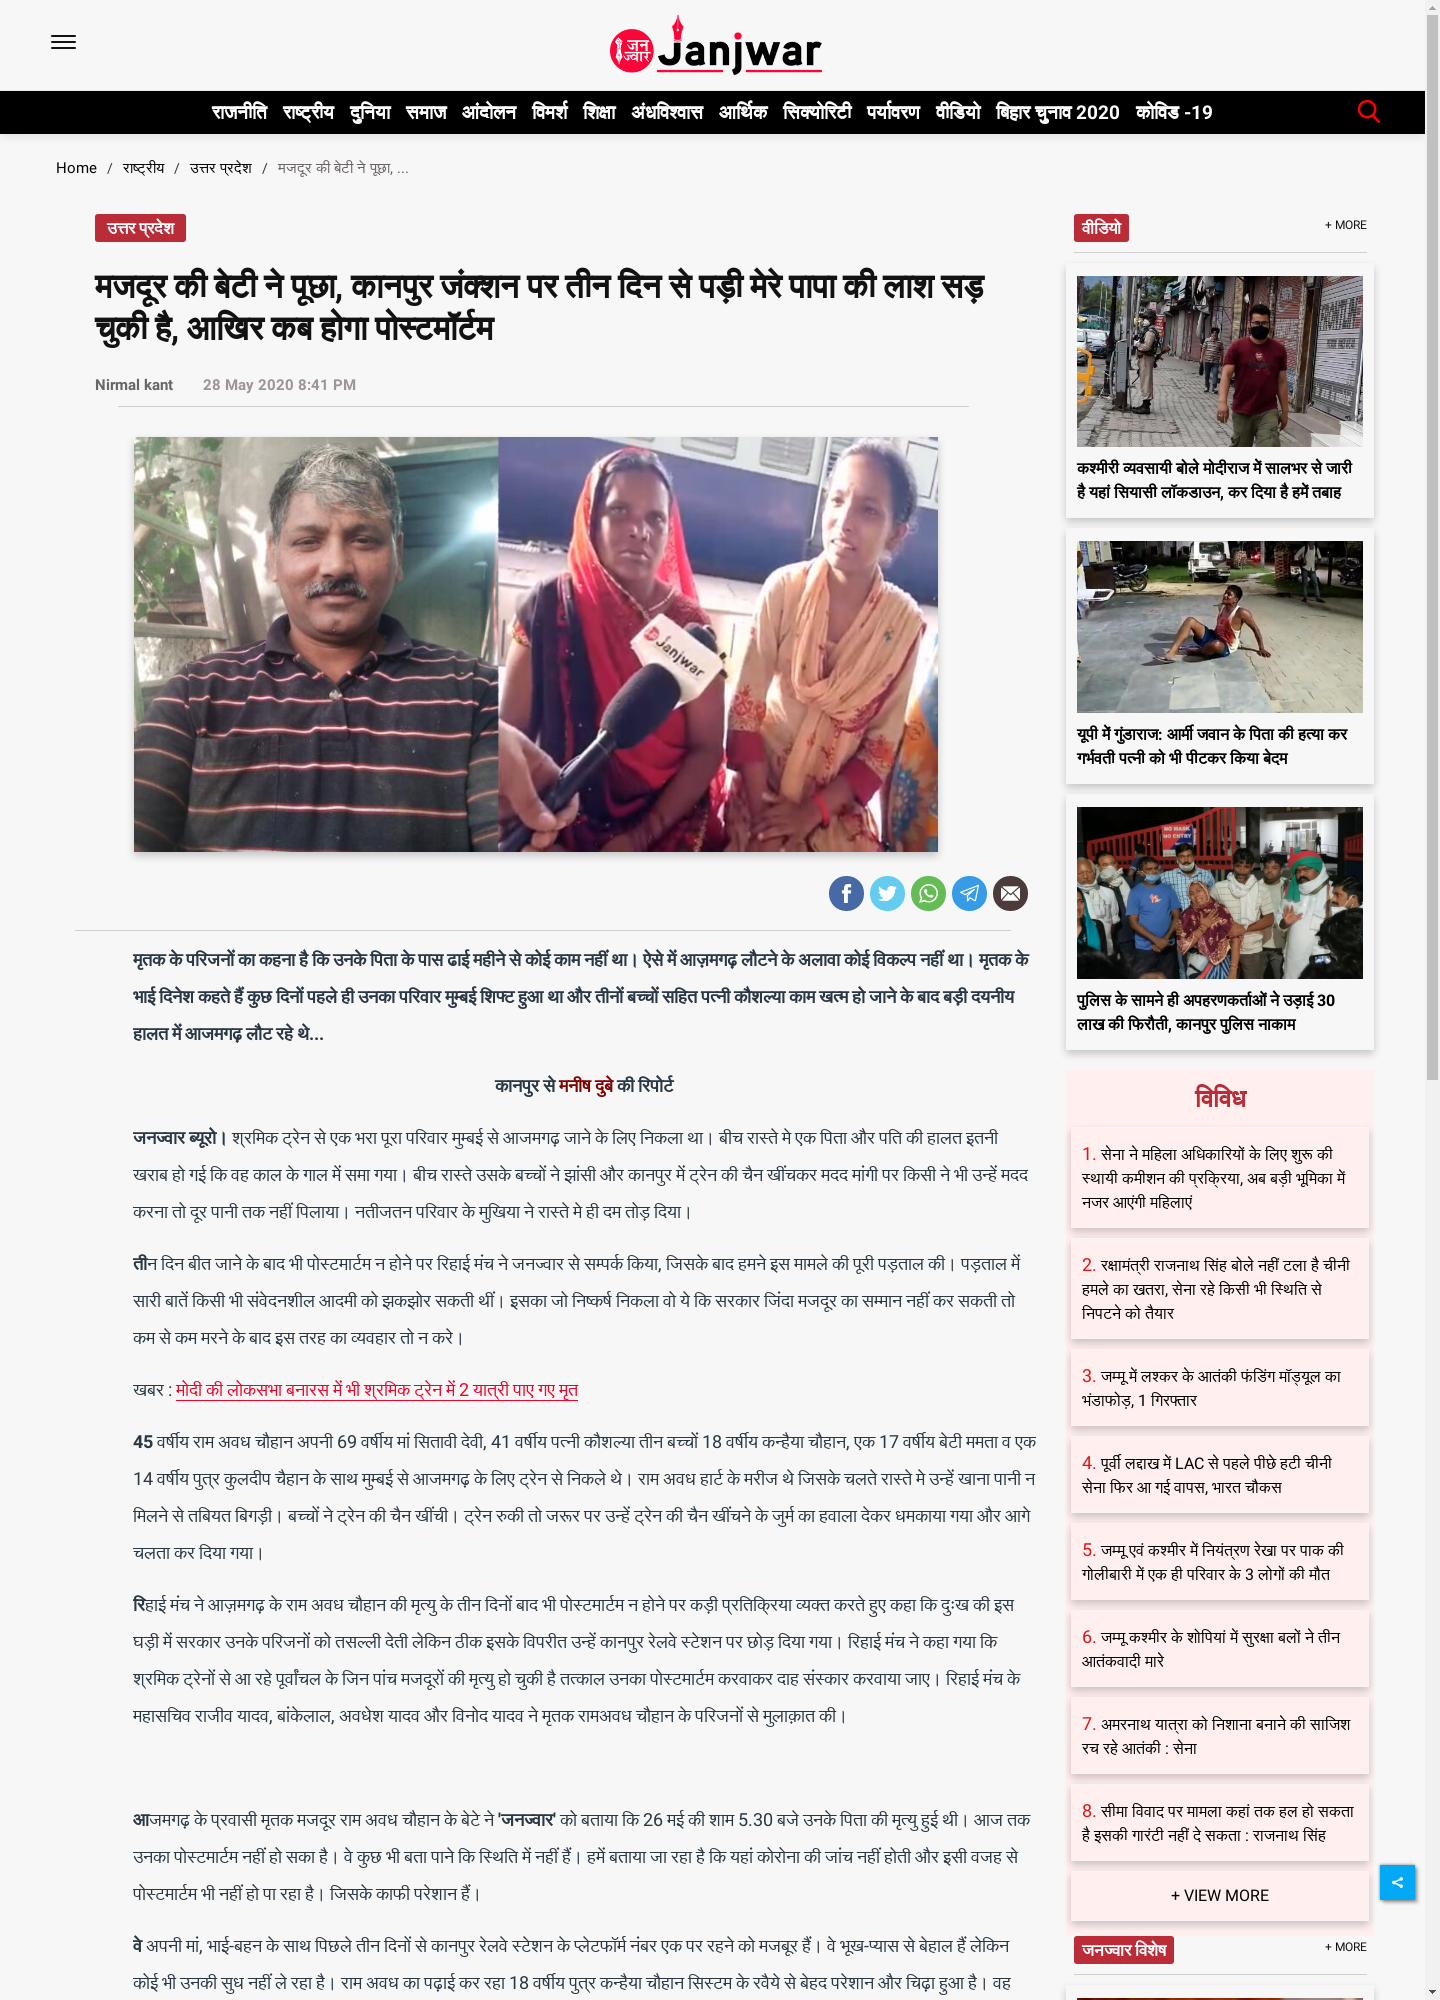 जन
ज्वार
Janjwar
राजनीति राष्ट्रीय दुनिया समाज आंदोलन विमर्श शिक्षा अंधविश्वास आर्थिक सिक्योरिटी पर्यावरण वीडियो बिहार चुनाव 2020 कोविड -19
Home / राष्ट्रीय / उत्तर प्रदेश / मजदूर की बेटी ने पूछा, ...
उत्तर प्रदेश
मजदूर की बेटी ने पूछा, कानपुर जंक्शन पर तीन दिन से पड़ी मेरे पापा की लाश सड़
चुकी है, आखिर कब होगा पोस्टमॉर्टम
Nirmal kant 28 May 2020 8:41 PM
Janjwar
मृतक के परिजनों का कहना है कि उनके पिता के पास ढाई महीने से कोई काम नहीं था। ऐसे में आज़मगढ़ लौटने के अलावा कोई विकल्प नहीं था। मृतक के
भाई दिनेश कहते हैं कुछ दिनों पहले ही उनका परिवार मुम्बई शिफ्ट हुआ था और तीनों बच्चों सहित पत्नी कौशल्या काम खत्म हो जाने के बाद बड़ी दयनीय
हालत में आजमगढ़ लौट रहे थे...
कानपुर से मनीष दुबे की रिपोर्ट
जनज्वार ब्यूरो। श्रमिक ट्रेन से एक भरा पूरा परिवार मुम्बई से आजमगढ़ जाने के लिए निकला था। बीच रास्ते मे एक पिता और पति की हालत इतनी
खराब हो गई कि वह काल के गाल में समा गया। बीच रास्ते उसके बच्चों ने झांसी और कानपुर में ट्रेन की चैन खींचकर मदद मांगी पर किसी ने भी उन्हें मदद
करना तो दूर पानी तक नहीं पिलाया। नतीजतन परिवार के मुखिया ने रास्ते मे ही दम तोड़ दिया।
तीन दिन बीत जाने के बाद भी पोस्टमार्टम न होने पर रिहाई मंच ने जनज्वार से सम्पर्क किया, जिसके बाद हमने इस मामले की पूरी पड़ताल की। पड़ताल में
सारी बातें किसी भी संवेदनशील आदमी को झकझोर सकती थीं। इसका जो निष्कर्ष निकला वो ये कि सरकार जिंदा मजदूर का सम्मान नहीं कर सकती तो
कम से कम मरने के बाद इस तरह का व्यवहार तो न करे।
खबर : मोदी की लोकसभा बनारस में भी श्रमिक ट्रेन में 2 यात्री पाए गए मृत
45 वर्षीय राम अवध चौहान अपनी 69 वर्षीय मां सितावी देवी, 41 वर्षीय पत्नी कौशल्या तीन बच्चों 18 वर्षीय कन्हैया चौहान, एक 17 वर्षीय बेटी ममता व एक
14 वर्षीय पुत्र कुलदीप चैहान के साथ मुम्बई से आजमगढ़ के लिए ट्रेन से निकले थे। राम अवध हार्ट के मरीज थे जिसके चलते रास्ते मे उन्हें खाना पानी न
मिलने से तबियत बिगड़ी। बच्चों ने ट्रेन की चैन खींची। ट्रेन रुकी तो जरूर पर उन्हें ट्रेन की चैन खींचने के जुर्म का हवाला देकर धमकाया गया और आगे
चलता कर दिया गया।
रिहाई मंच ने आज़मगढ़ के राम अवध चौहान की मृत्यु के तीन दिनों बाद भी पोस्टमार्टम न होने पर कड़ी प्रतिक्रिया व्यक्त करते हुए कहा कि दुःख की इस
घड़ी में सरकार उनके परिजनों को तसल्ली देती लेकिन ठीक इसके विपरीत उन्हें कानपुर रेलवे स्टेशन पर छोड़ दिया गया। रिहाई मंच ने कहा गया कि
श्रमिक ट्रेनों से आ रहे पूर्वांचल के जिन पांच मजदूरों की मृत्यु हो चुकी है तत्काल उनका पोस्टमार्टम करवाकर दाह संस्कार करवाया जाए। रिहाई मंच के
महासचिव राजीव यादव, बांकेलाल, अवधेश यादव और विनोद यादव ने मृतक रामअवध चौहान के परिजनों से मुलाक़ात की।
आजमगढ़ के प्रवासी मृतक मजदूर राम अवध चौहान के बेटे ने 'जनज्वार' को बताया कि 26 मई की शाम 5.30 बजे उनके पिता की मृत्यु हुई थी। आज तक
उनका पोस्टमार्टम नहीं हो सका है। वे कुछ भी बता पाने कि स्थिति में नहीं हैं। हमें बताया जा रहा है कि यहां कोरोना की जांच नहीं होती और इसी वजह से
पोस्टमार्टम भी नहीं हो पा रहा है। जिसके काफी परेशान हैं।
वे अपनी मां, भाई-बहन के साथ पिछले तीन दिनों से कानपुर रेलवे स्टेशन के प्लेटफॉर्म नंबर एक पर रहने को मजबूर हैं। वे भूख-प्यास से बेहाल हैं लेकिन
कोई भी उनकी सुध नहीं ले रहा है। राम अवध का पढ़ाई कर रहा 18 वर्षीय पुत्र कन्हैया चौहान सिस्टम के रवैये से बेहद परेशान और चिढ़ा हुआ है। वह
वीडियो + MORE
कश्मीरी व्यवसायी बोले मोदीराज में सालभर से जारी
है यहां सियासी लॉकडाउन, कर दिया है हमें तबाह
यूपी में गुंडाराज: आर्मी जवान के पिता की हत्या कर
गर्भवती पत्नी को भी पीटकर किया बेदम
NO MASK
NO ENTRY
पुलिस के सामने ही अपहरणकर्ताओं ने उड़ाई 30
लाख की फिरौती, कानपुर पुलिस नाकाम
विविध
1. सेना ने महिला अधिकारियों के लिए शुरू की
स्थायी कमीशन की प्रक्रिया, अब बड़ी भूमिका में
नजर आएंगी महिलाएं
2. रक्षामंत्री राजनाथ सिंह बोले नहीं टला है चीनी
हमले का खतरा, सेना रहे किसी भी स्थिति से
निपटने को तैयार
3. जम्मू में लश्कर के आतंकी फंडिंग मॉड्यूल का
भंडाफोड़, 1 गिरफ्तार
4. पूर्वी लद्दाख में LAC से पहले पीछे हटी चीनी
सेना फिर आ गई वापस, भारत चौकस
5. जम्मू एवं कश्मीर में नियंत्रण रेखा पर पाक की
गोलीबारी में एक ही परिवार के 3 लोगों की मौत
6. जम्मू कश्मीर के शोपियां में सुरक्षा बलों ने तीन
आतंकवादी मारे
7. अमरनाथ यात्रा को निशाना बनाने की साजिश
रच रहे आतंकी : सेना
8. सीमा विवाद पर मामला कहां तक हल हो सकता
है इसकी गारंटी नहीं दे सकता : राजनाथ सिंह
+ VIEW MORE
जनज्वार विशेष + MORE